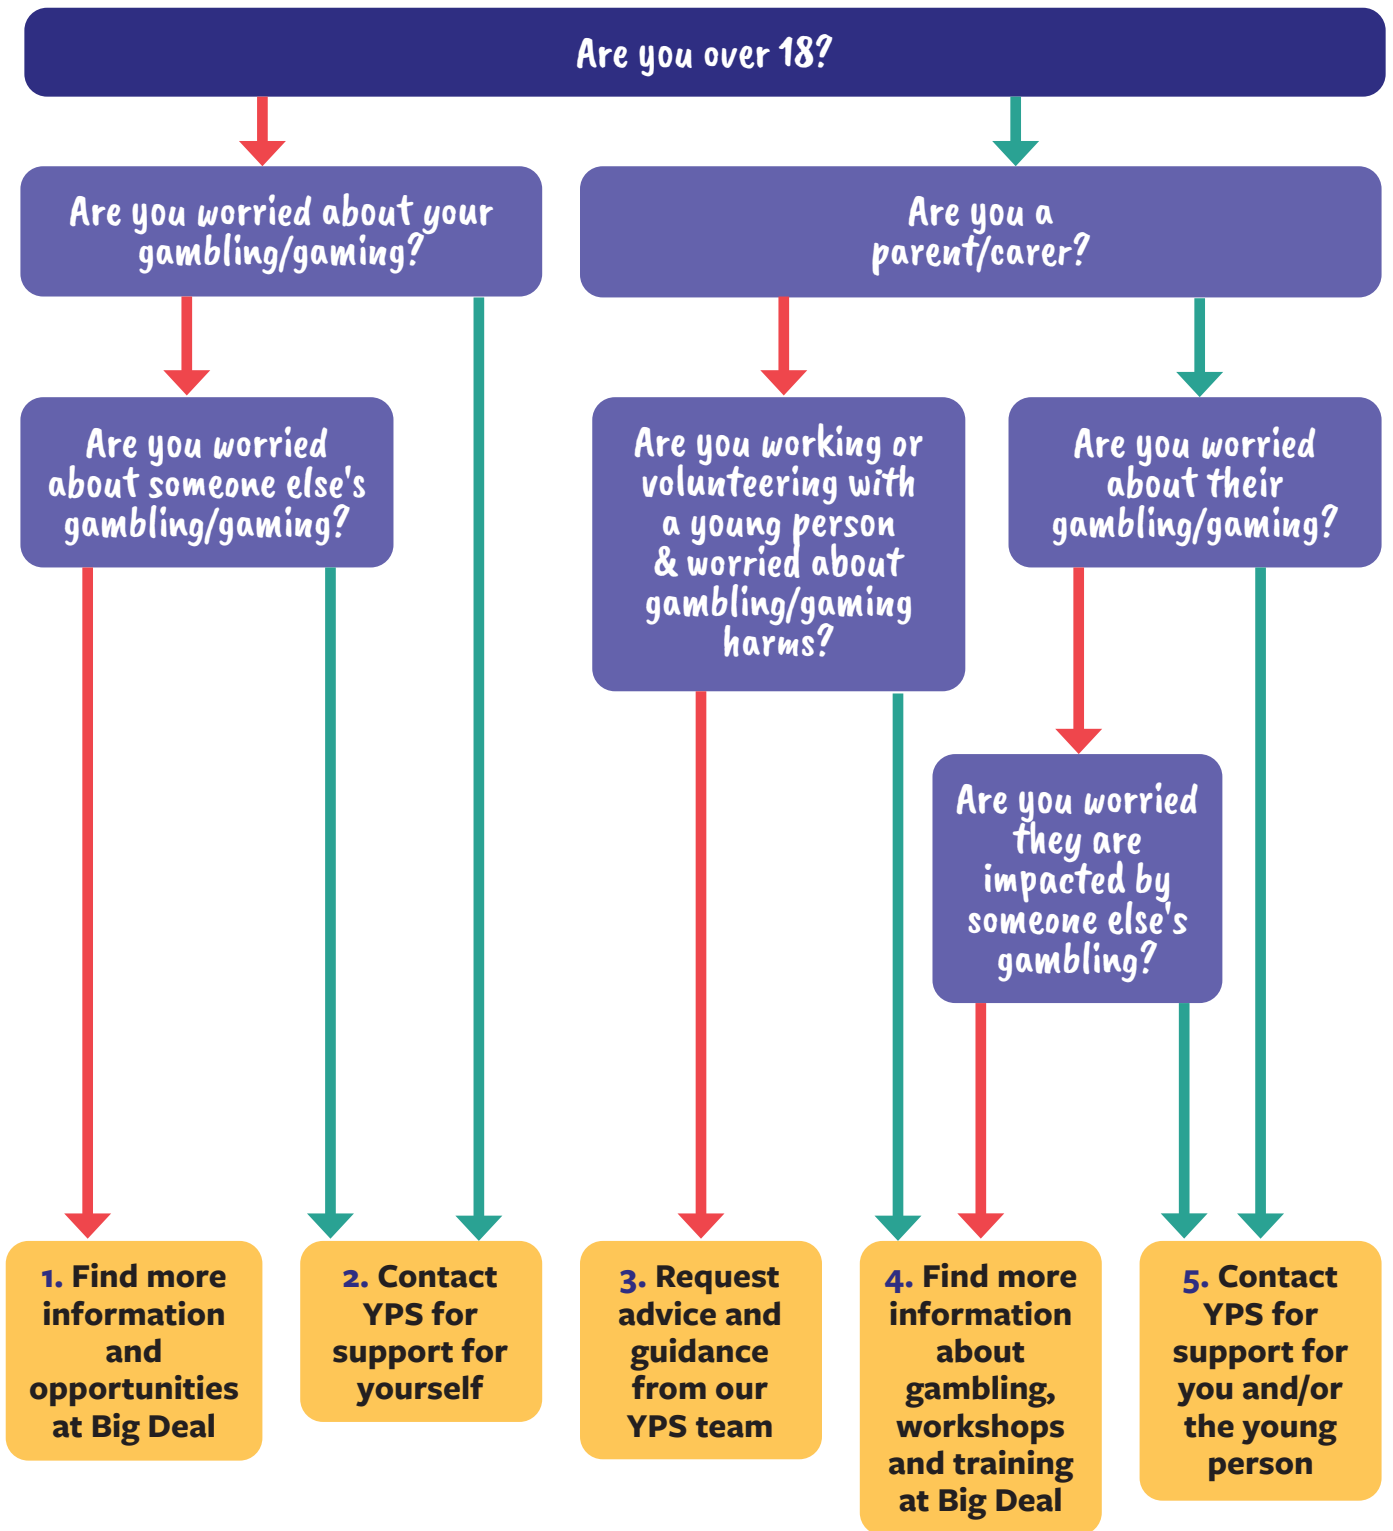 Are you over 18?
Are you worried about your
gambling/gaming?
Are you a
parent/carer?
Are you worried
about someone else's
gambling/gaming?
Are you working or
volunteering with
a young person
& worried about
gambling/gaming
harms?
Are you worried
about their
gambling/gaming?
Are you worried
they are
impacted by
someone else's
gambling?
1. Find more
information
and
opportunities
at Big Deal
2. Contact
YPS for
support for
yourself
3. Request
advice and
guidance
from our
YPS team
4. Find more
information
about
gambling,
workshops
and training
at Big Deal
5. Contact
YPS for
support for
you and/or
the young
person